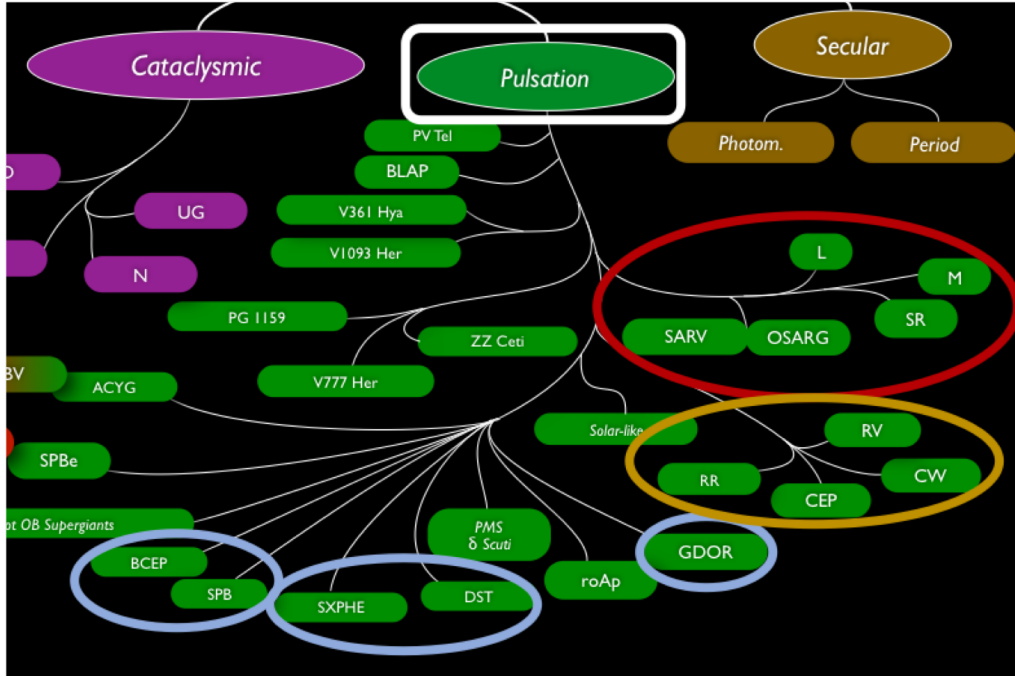 Cataclysmic
Pulsation
Secular
PV Tel
Photom.
Period
BLAP
UG
V361 Hya
V1093 Her
N
L
M
SR
PG 1159
SARV
OSARG
ZZ Ceti
V777 Her
ACYG
Solar-like
RV
SPBe
RR
CW
CEP
OB Supergiants
PMS
δ Scuti
BCEP
GDOR
SPB
roAp
SXPHE
DST